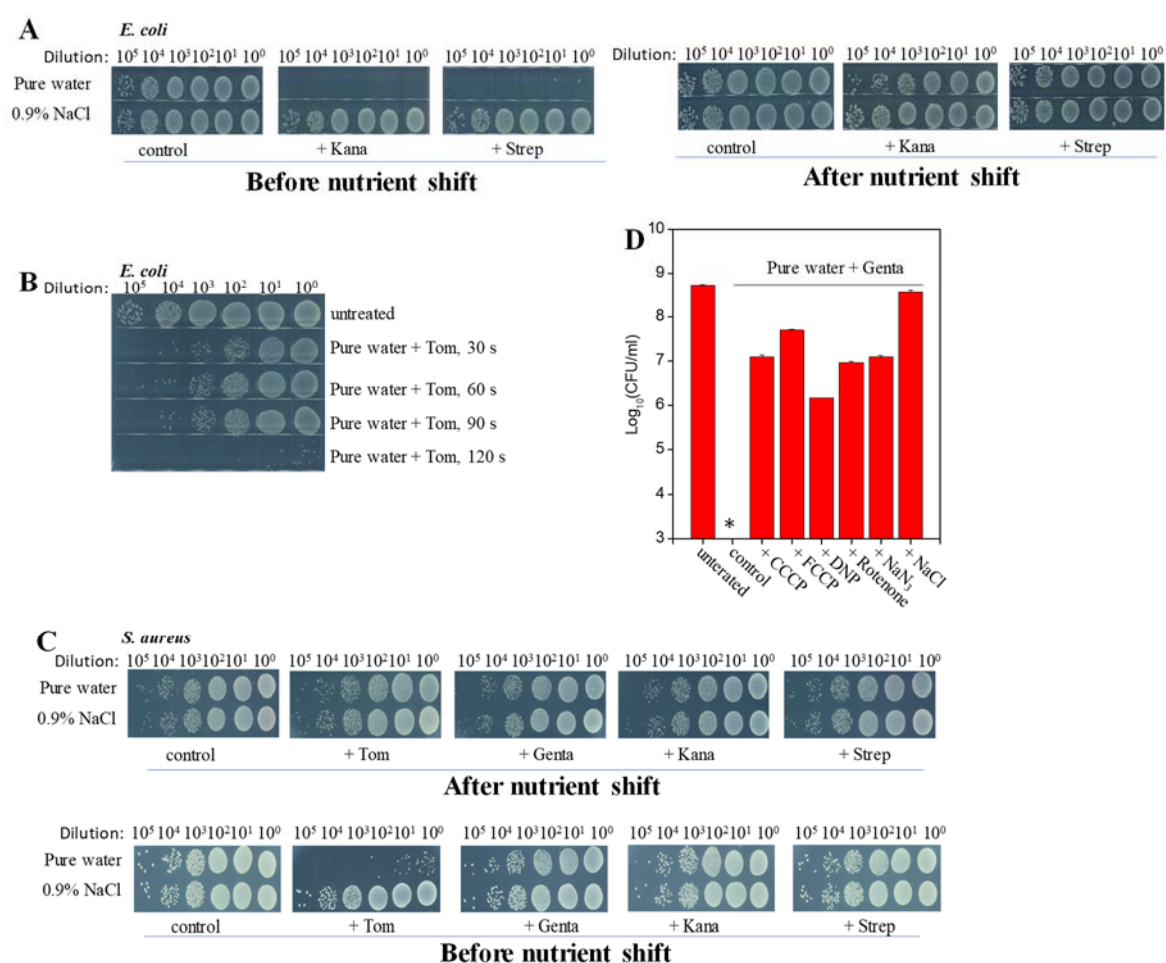 A
E. coli
Dilution: 10⁵ 10⁴ 10³ 10² 10¹ 10⁰
10⁵ 10⁴ 10³ 10² 10¹ 10⁰
10⁵ 10⁴ 10³ 10² 10¹ 10⁰
Pure water
0.9% NaCl
control
+ Kana
+ Strep
Before nutrient shift
Dilution: 10⁵ 10⁴ 10³ 10² 10¹ 10⁰
10⁵ 10⁴ 10³ 10² 10¹ 10⁰
10⁵ 10⁴ 10³ 10² 10¹ 10⁰
control
+ Kana
+ Strep
After nutrient shift
B
E. coli
Dilution: 10⁵ 10⁴ 10³ 10² 10¹ 10⁰
untreated
Pure water + Tom, 30 s
Pure water + Tom, 60 s
Pure water + Tom, 90 s
Pure water + Tom, 120 s
D
Log₁₀(CFU/ml)
10
9
8
7
6
5
4
3
Pure water + Genta
*
unterated
control
+ CCCP
+ FCCP
+ DNP
+ Rotenone
+ NaN₃
+ NaCl
C
S. aureus
Dilution: 10⁵ 10⁴ 10³ 10² 10¹ 10⁰
10⁵ 10⁴ 10³ 10² 10¹ 10⁰
10⁵ 10⁴ 10³ 10² 10¹ 10⁰
10⁵ 10⁴ 10³ 10² 10¹ 10⁰
10⁵ 10⁴ 10³ 10² 10¹ 10⁰
Pure water
0.9% NaCl
control
+ Tom
+ Genta
+ Kana
+ Strep
After nutrient shift
Dilution: 10⁵ 10⁴ 10³ 10² 10¹ 10⁰
10⁵ 10⁴ 10³ 10² 10¹ 10⁰
10⁵ 10⁴ 10³ 10² 10¹ 10⁰
10⁵ 10⁴ 10³ 10² 10¹ 10⁰
10⁵ 10⁴ 10³ 10² 10¹ 10⁰
Pure water
0.9% NaCl
control
+ Tom
+ Genta
+ Kana
+ Strep
Before nutrient shift